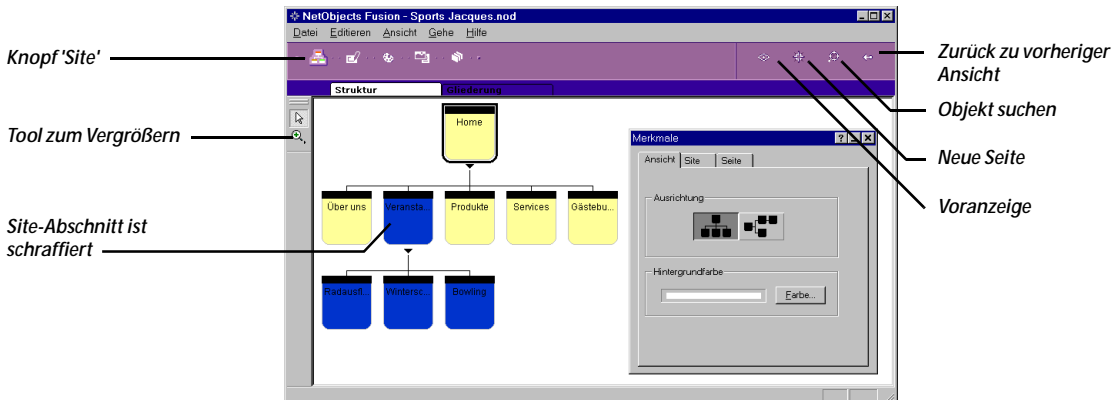 NetObjects Fusion - Sports Jacques.nod
Datei Editieren Ansicht Gehe Hilfe
Knopf 'Site'
Zurück zu vorheriger
Ansicht
Struktur
Gliederung
Objekt suchen
Home
Tool zum Vergrößern
Merkmale
Neue Seite
Ansicht Site Seite
Über uns
Veransta...
Produkte
Services
Gästebu...
Ausrichtung
Voranzeige
Site-Abschnitt ist
schraffiert
Hintergrundfarbe
Farbe...
Radausfl...
Wintersc...
Bowling